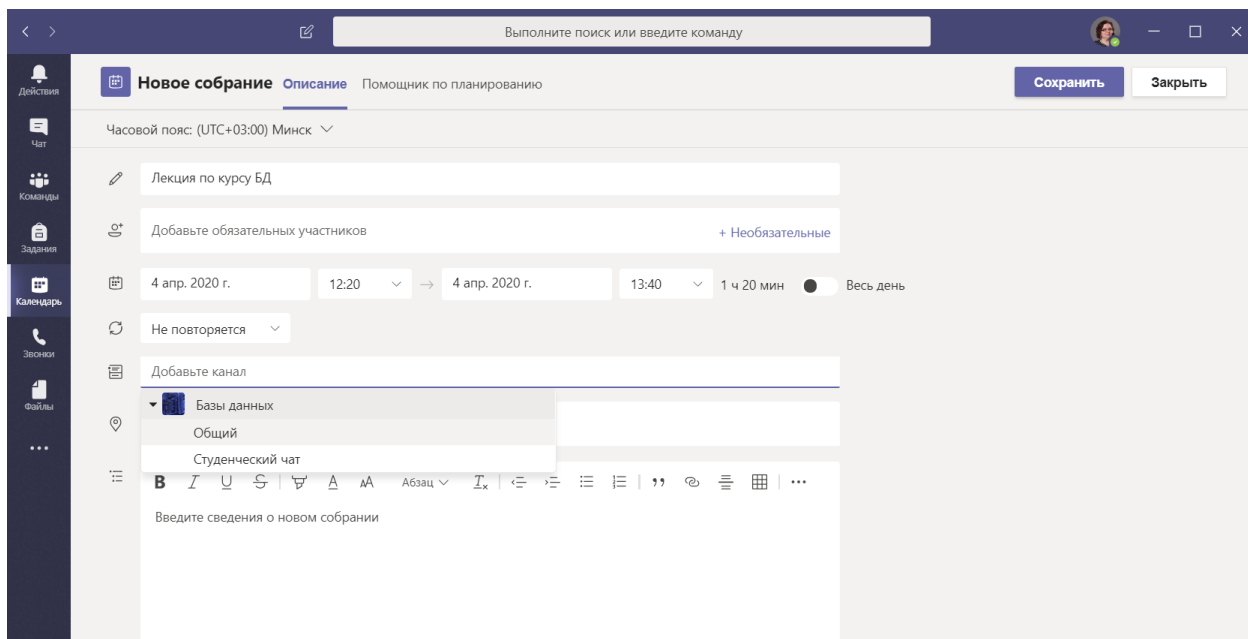 Выполните поиск или введите команду
Действия
Чат
Команды
Задания
Календарь
Звонки
Файлы
Новое собрание Описание Помощник по планированию Сохранить Закрыть
Часовой пояс: (UTC+03:00) Минск
Лекция по курсу БД
Добавьте обязательных участников + Необязательные
4 апр. 2020 г. 12:20 → 4 апр. 2020 г. 13:40 1 ч 20 мин Весь день
Не повторяется
Добавьте канал
Базы данных
Общий
Студенческий чат
B I U S A AA Абзац Tx
Введите сведения о новом собрании